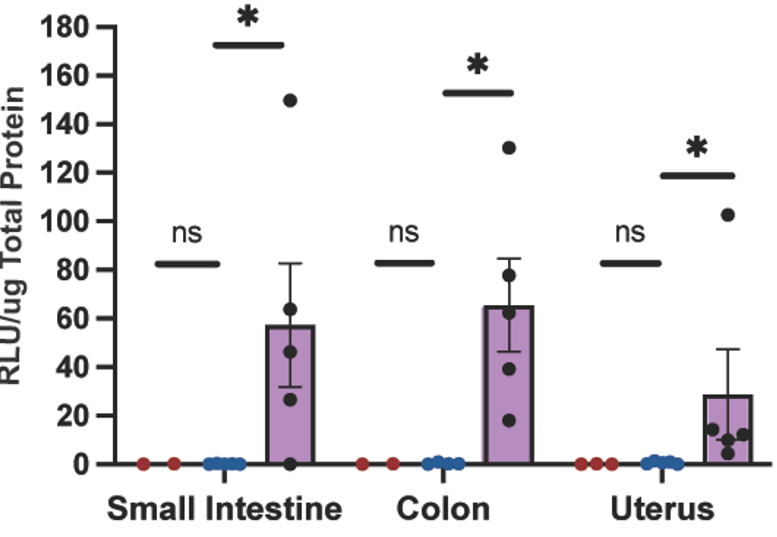 RLU/ug Total Protein
180
160
140
120
100
80
60
40
20
0
*
*
*
ns
ns
ns
Small Intestine
Colon
Uterus